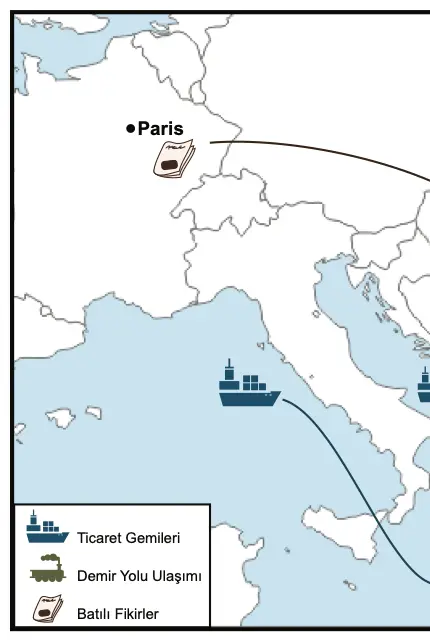 Paris
Ticaret Gemileri
Demir Yolu Ulaşımı
Batılı Fikirler